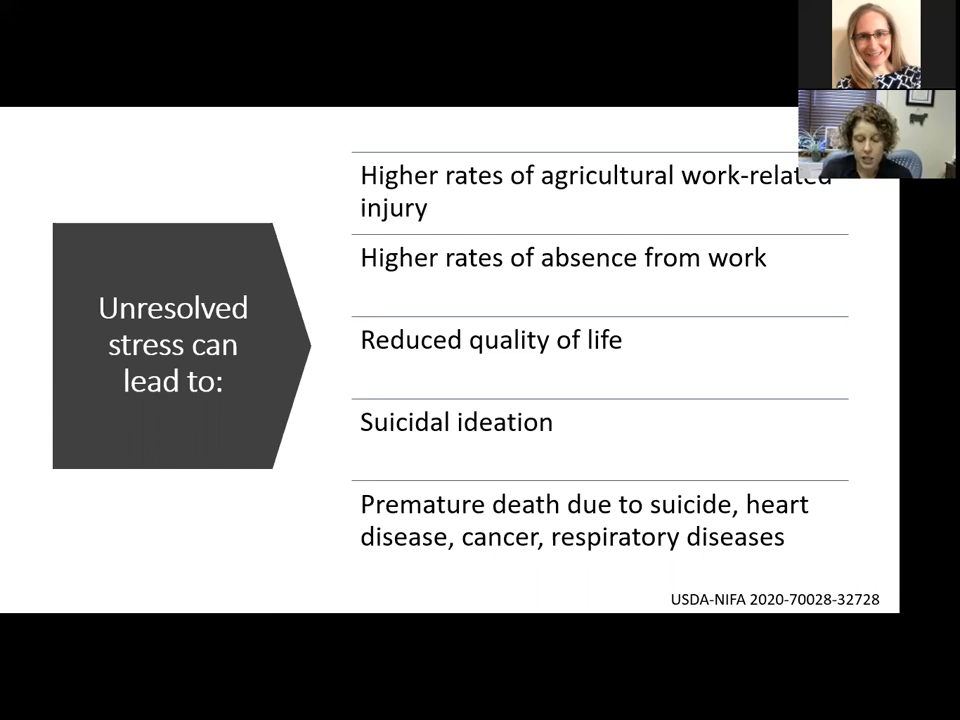 Unresolved
stress can
lead to:
Higher rates of agricultural work-related
injury
Higher rates of absence from work
Reduced quality of life
Suicidal ideation
Premature death due to suicide, heart
disease, cancer, respiratory diseases
USDA-NIFA 2020-70028-32728